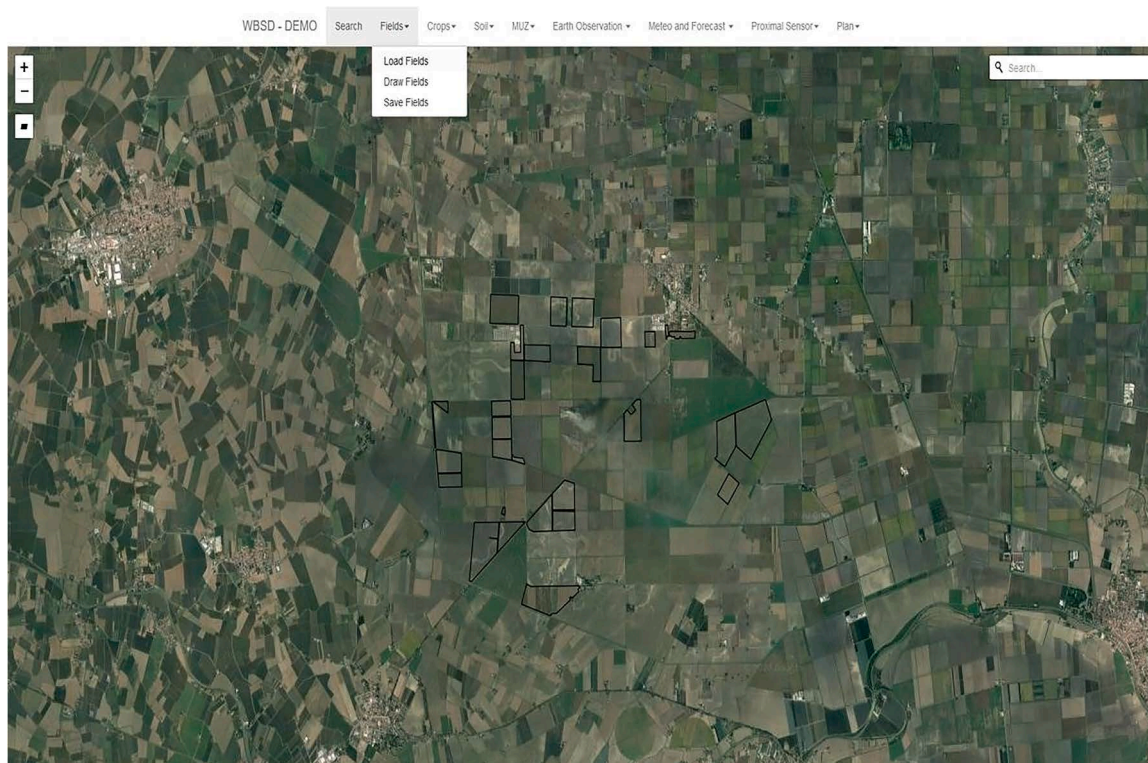 WBSD - DEMO Search Fields Crops Soil MUZ Earth Observation Meteo and Forecast Proximal Sensor Plan
+
Load Fields
Search...
Draw Fields
−
Save Fields